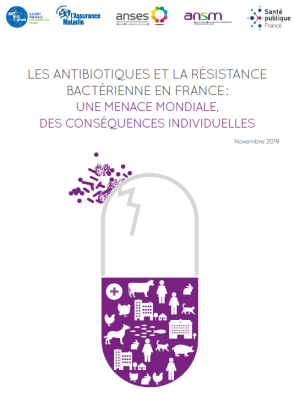 l'Assurance
Maladie
anses
ansm
Santé
publique
France
LES ANTIBIOTIQUES ET LA RÉSISTANCE
BACTÉRIENNE EN FRANCE :
UNE MENACE MONDIALE,
DES CONSÉQUENCES INDIVIDUELLES
Novembre 2019